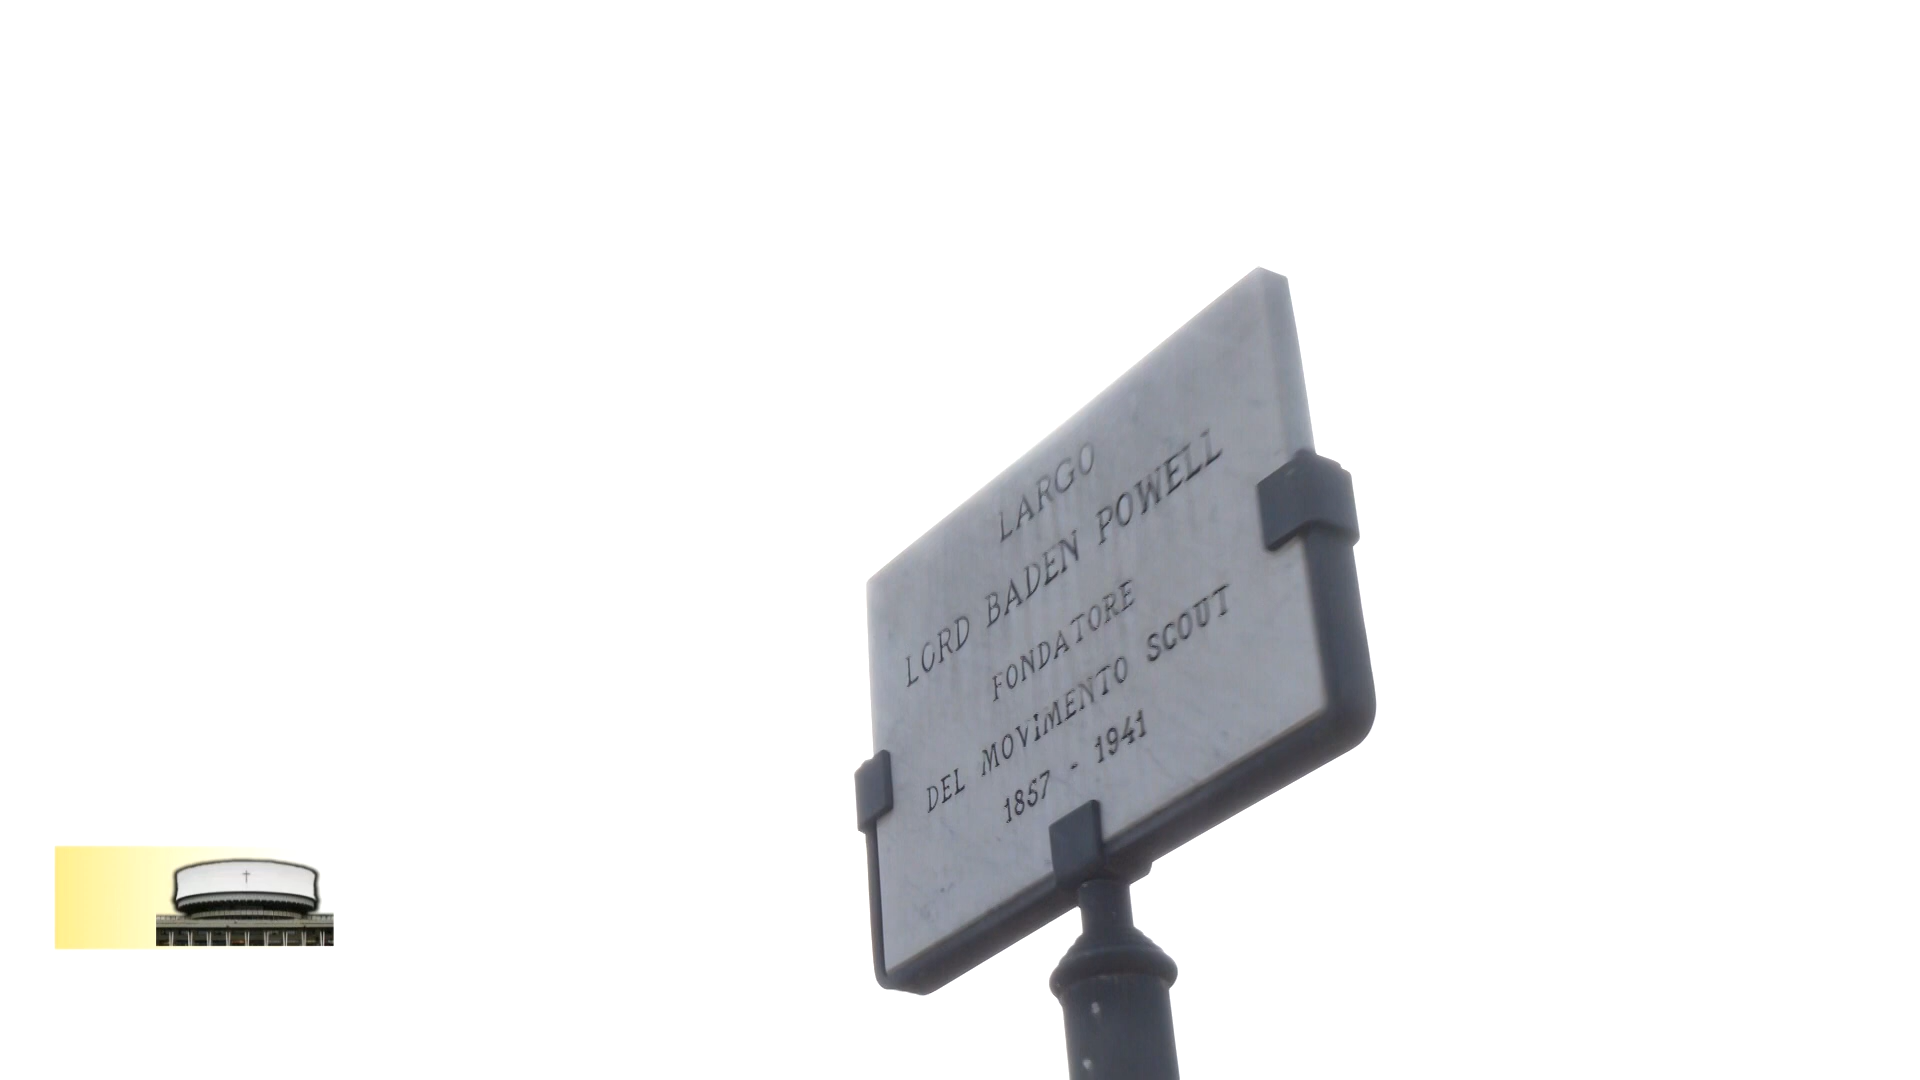 LARGO
LORD BADEN POWELL
FONDATORE
DEL MOVIMENTO SCOUT
1857 - 1941